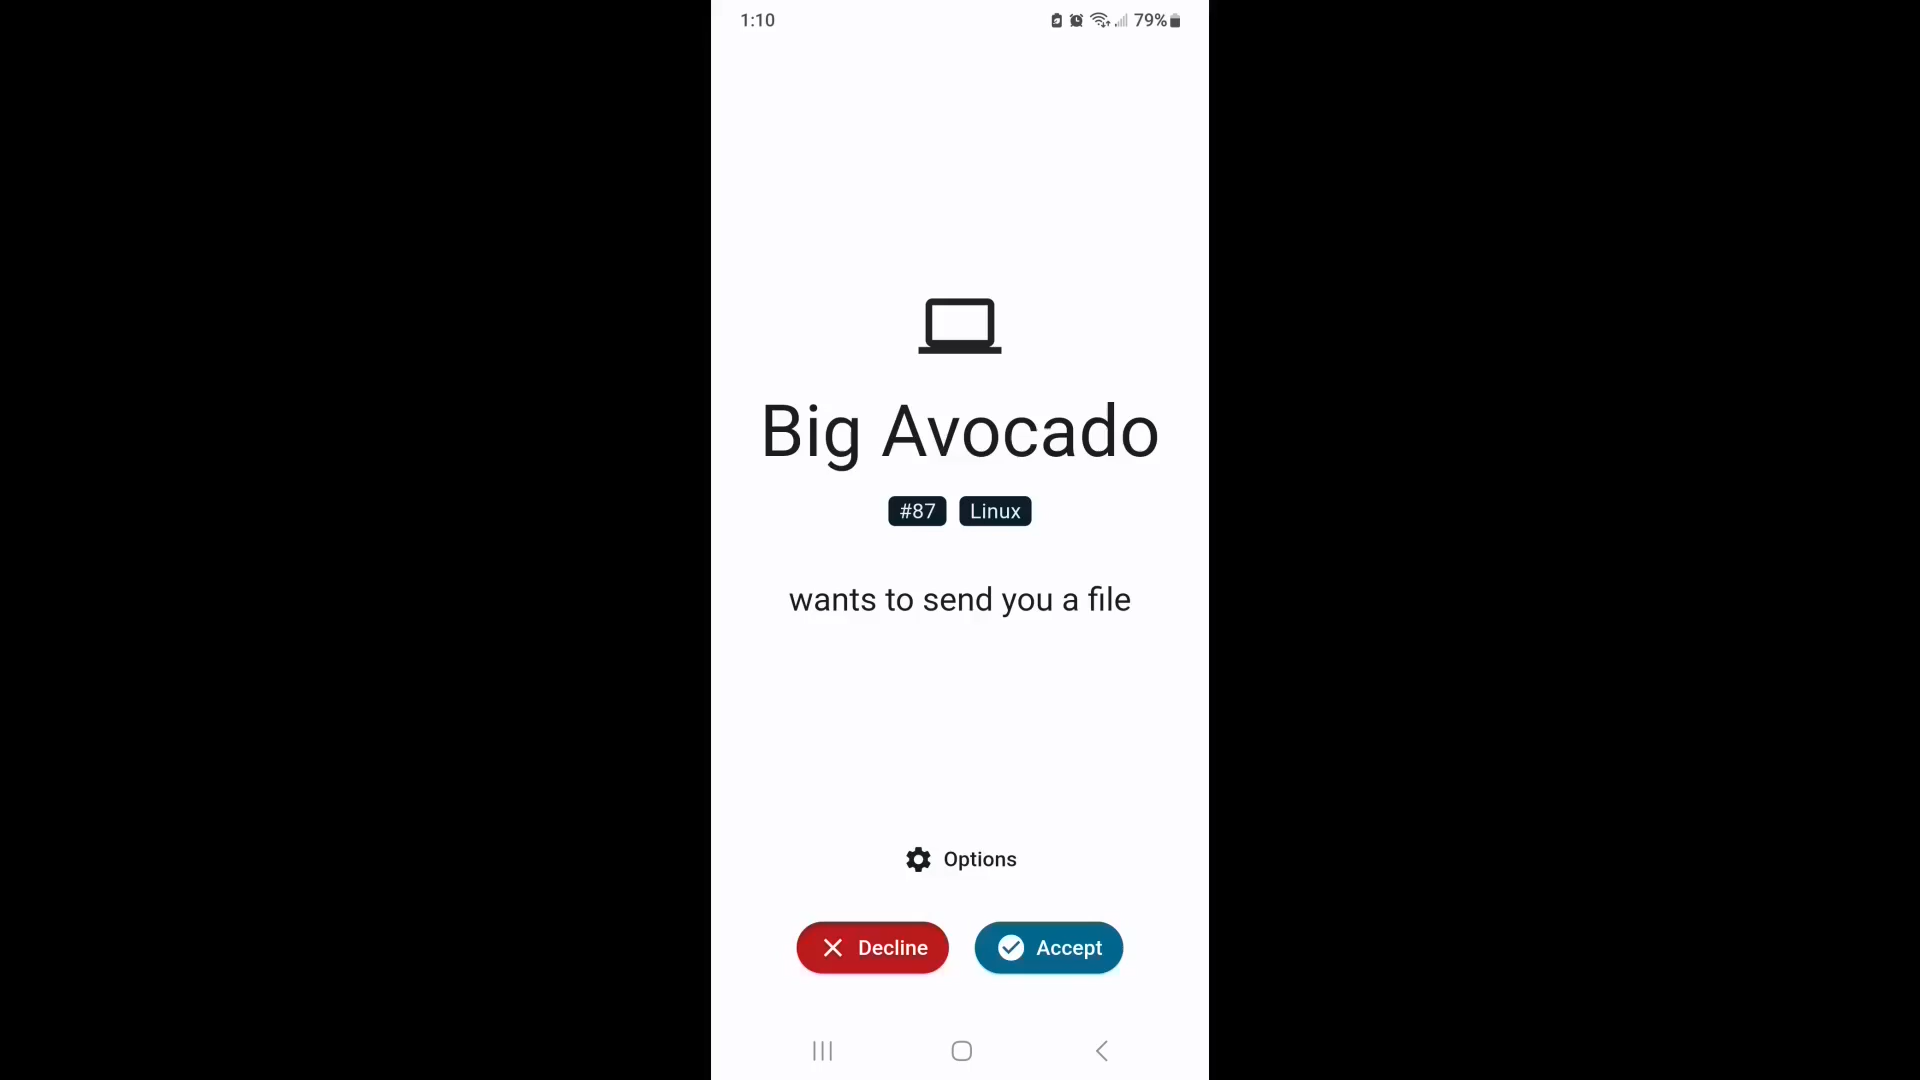 1:10
79%
Big Avocado
#87 Linux
wants to send you a file
Options
Decline Accept